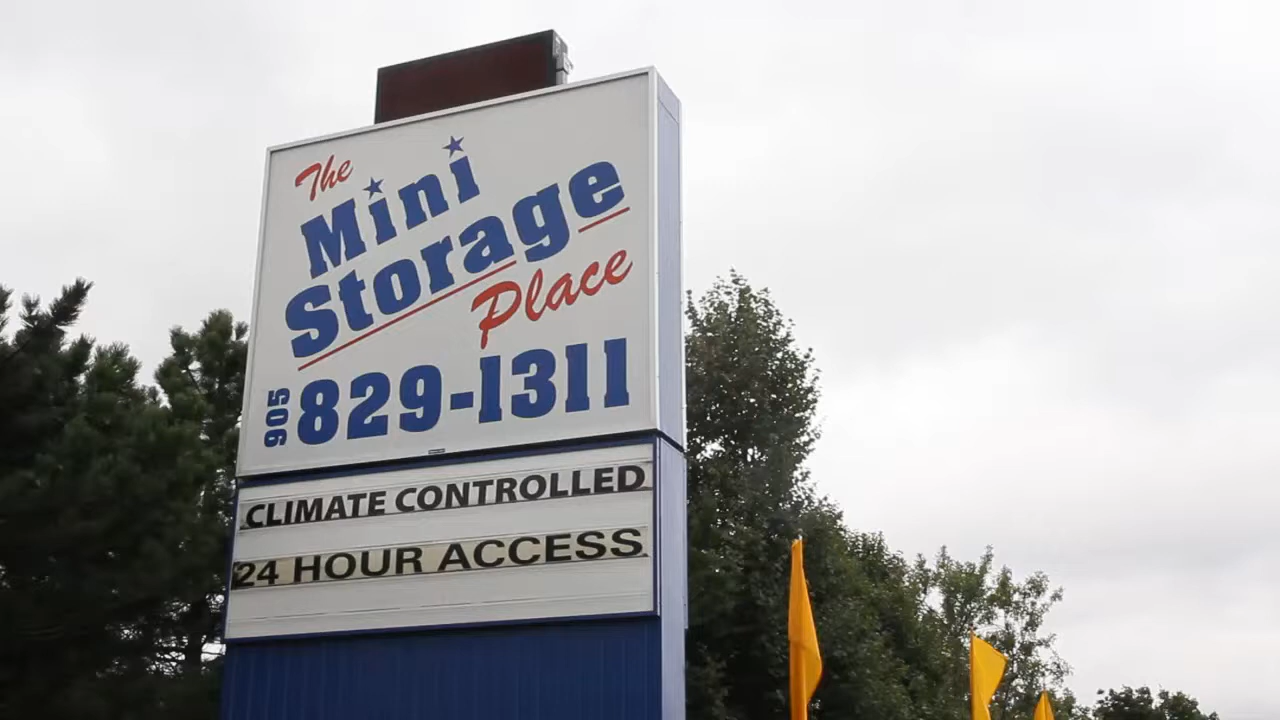 The
Mini
Storage
Place
905 829-1311
CLIMATE CONTROLLED
24 HOUR ACCESS